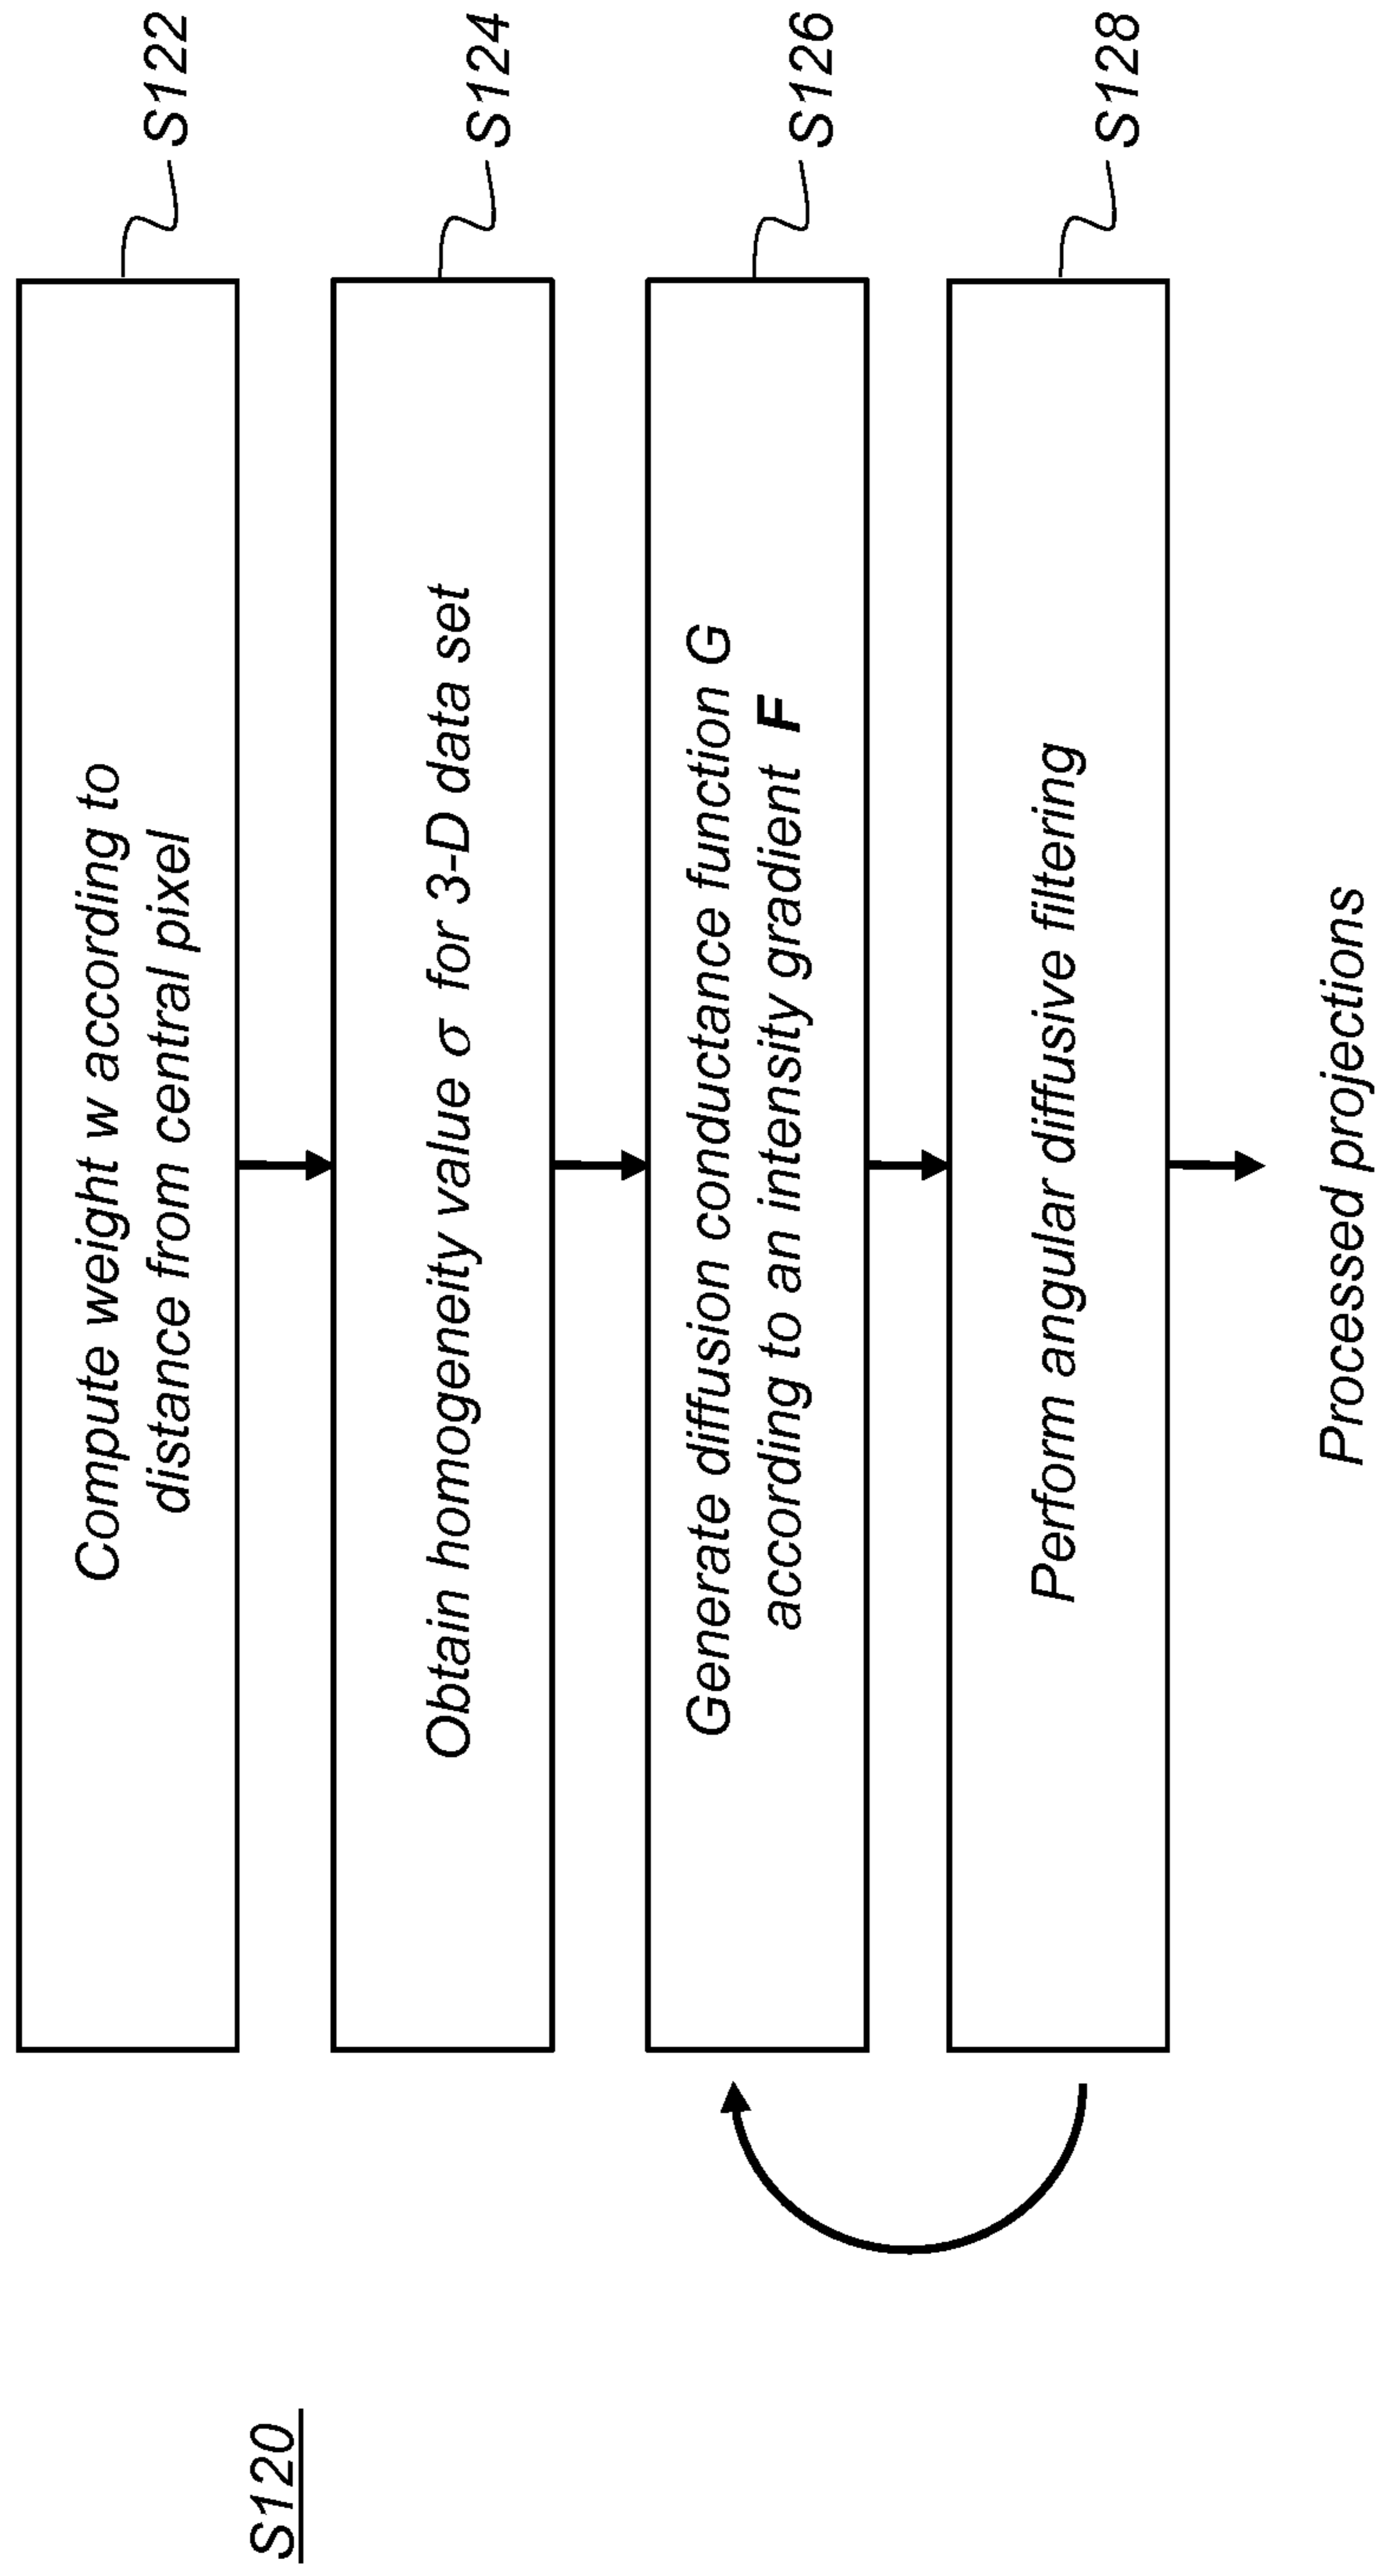 S120
Compute weight w according to
distance from central pixel
S122
Obtain homogeneity value σ for 3-D data set
S124
Generate diffusion conductance function G
according to an intensity gradient F
S126
Perform angular diffusive filtering
S128
Processed projections